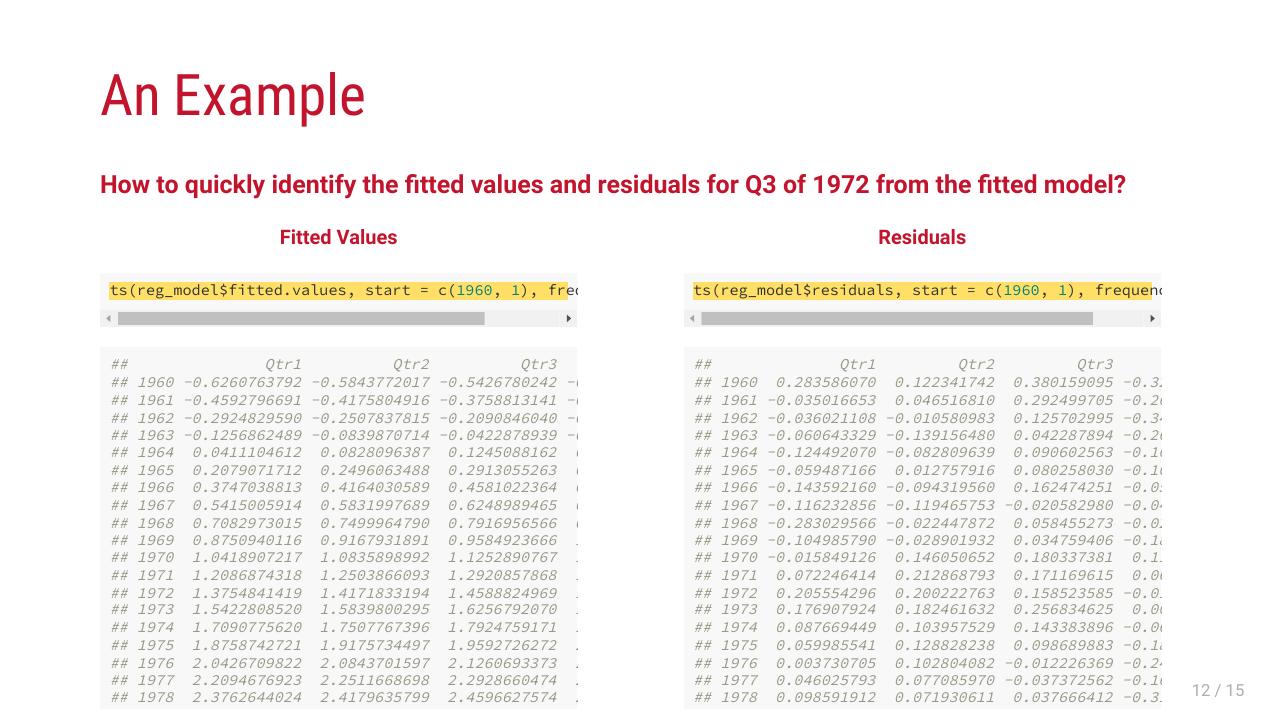 An Example
How to quickly identify the fitted values and residuals for Q3 of 1972 from the fitted model?
Fitted Values
ts(reg_model$fitted.values, start = c(1960, 1), fre
## Qtr1 Qtr2 Qtr3
## 1960 -0.6260763792 -0.5843772017 -0.5426780242
## 1961 -0.4592796691 -0.4175804916 -0.3758813141
## 1962 -0.2924829590 -0.2507837815 -0.2090846040
## 1963 -0.1256862489 -0.0839870714 -0.0422878939
## 1964 0.0411104612 0.0828096387 0.1245088162
## 1965 0.2079071712 0.2496063488 0.2913055263
## 1966 0.3747038813 0.4164030589 0.4581022364
## 1967 0.5415005914 0.5831997689 0.6248989465
## 1968 0.7082973015 0.7499964790 0.7916956566
## 1969 0.8750940116 0.9167931891 0.9584923666
## 1970 1.0418907217 1.0835898992 1.1252890767
## 1971 1.2086874318 1.2503866093 1.2920857868
## 1972 1.3754841419 1.4171833194 1.4588824969
## 1973 1.5422808520 1.5839800295 1.6256792070
## 1974 1.7090775620 1.7507767396 1.7924759171
## 1975 1.8758742721 1.9175734497 1.9592726272
## 1976 2.0426709822 2.0843701597 2.1260693373
## 1977 2.2094676923 2.2511668698 2.2928660474
## 1978 2.3762644024 2.4179635799 2.4596627574
Residuals
ts(reg_model$residuals, start = c(1960, 1), frequen
## Qtr1 Qtr2 Qtr3
## 1960 0.283586070 0.122341742 0.380159095
## 1961 -0.035016653 0.046516810 0.292499705
## 1962 -0.036021108 -0.010580983 0.125702995
## 1963 -0.060643329 -0.139156480 0.042287894
## 1964 -0.124492070 -0.082809639 0.090602563
## 1965 -0.059487166 0.012757916 0.080258030
## 1966 -0.143592160 -0.094319560 0.162474251
## 1967 -0.116232856 -0.119465753 -0.020582980
## 1968 -0.283029566 -0.022447872 0.058455273
## 1969 -0.104985790 -0.028901932 0.034759406
## 1970 -0.015849126 0.146050652 0.180337381
## 1971 0.072246414 0.212868793 0.171169615
## 1972 0.205554296 0.200222763 0.158523585
## 1973 0.176907924 0.182461632 0.256834625
## 1974 0.087669449 0.103957529 0.143383896
## 1975 0.059985541 0.128828238 0.098689883
## 1976 0.003730705 0.102804082 -0.012226369
## 1977 0.046025793 0.077085970 -0.037372562
## 1978 0.098591912 0.071930611 0.037666412
12 / 15